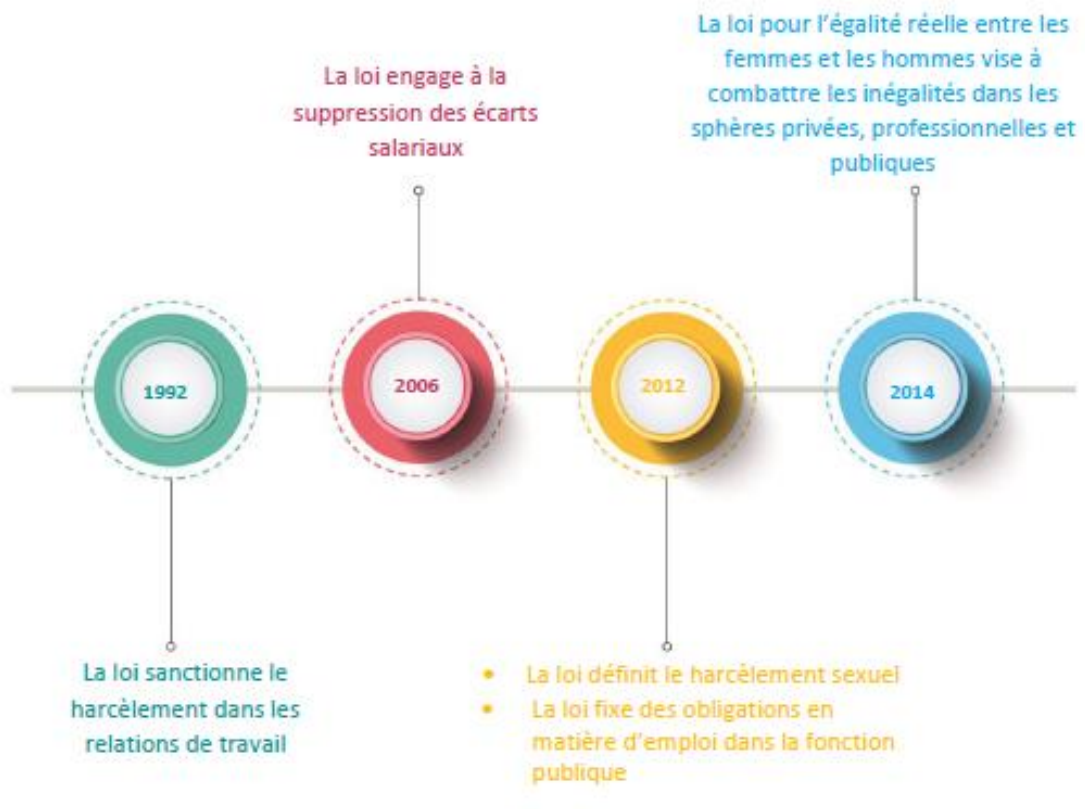 La loi pour l’égalité réelle entre les
femmes et les hommes vise à
combattre les inégalités dans les
sphères privées, professionnelles et
publiques
La loi engage à la
suppression des écarts
salariaux
1992
2006
2012
2014
La loi sanctionne le
harcèlement dans les
relations de travail
• La loi définit le harcèlement sexuel
• La loi fixe des obligations en
matière d’emploi dans la fonction
publique